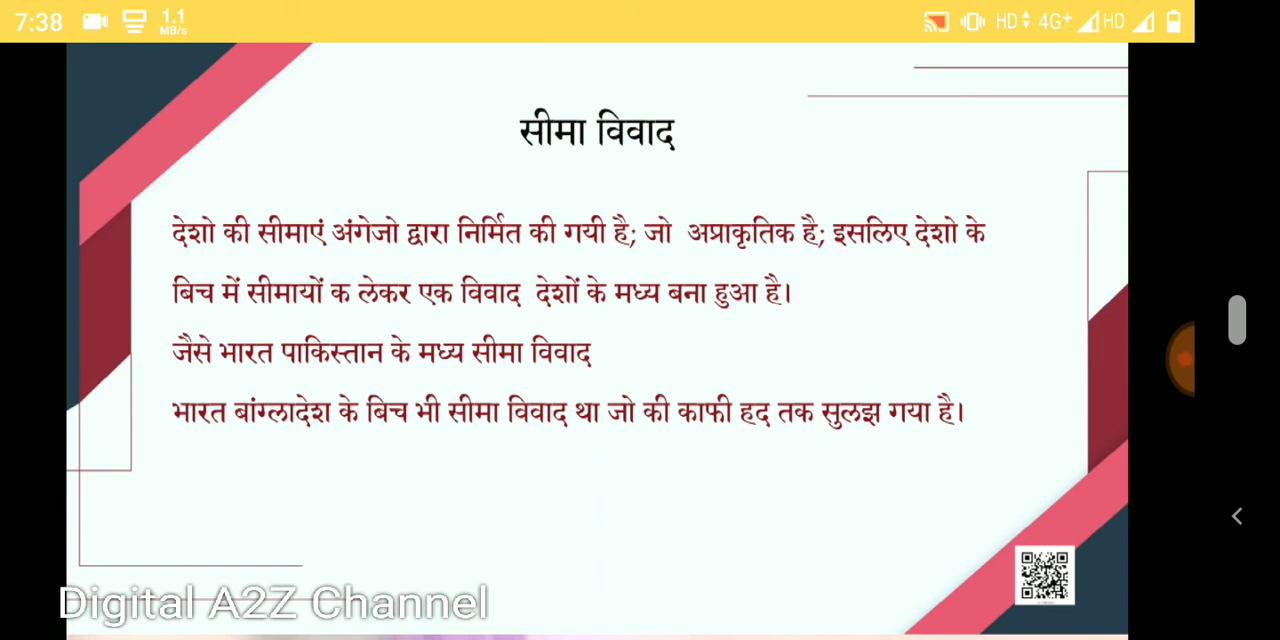 7:38 1.1 MB/s HD 4G+ HD
सीमा विवाद
देशो की सीमाएं अंगेजो द्वारा निर्मित की गयी है; जो अप्राकृतिक है; इसलिए देशो के
बिच में सीमायों क लेकर एक विवाद देशों के मध्य बना हुआ है।
जैसे भारत पाकिस्तान के मध्य सीमा विवाद
भारत बांग्लादेश के बिच भी सीमा विवाद था जो की काफी हद तक सुलझ गया है।
Digital A2Z Channel